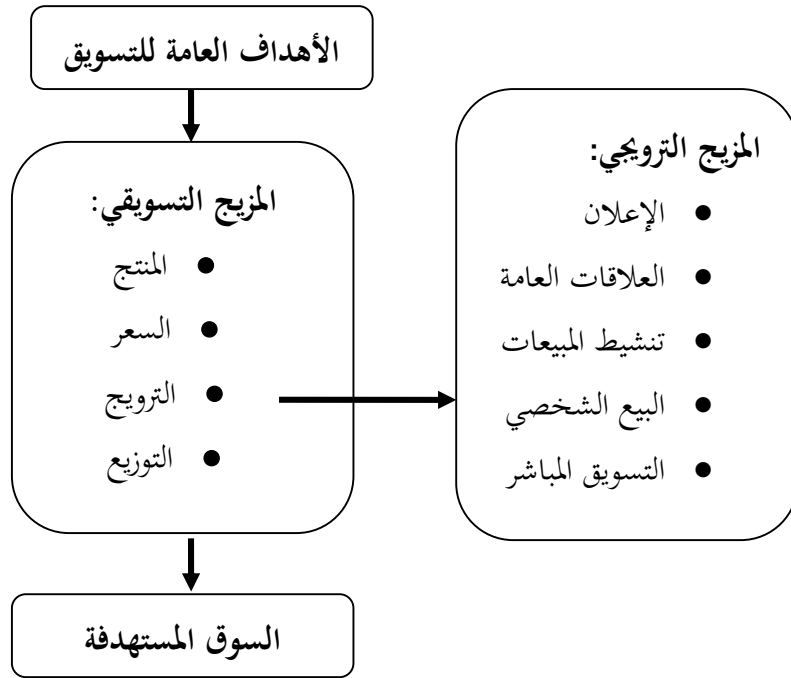 الأهداف العامة للتسويق
المزيج التسويقي:
● المنتج
● السعر
● الترويج
● التوزيع
المزيج الترويجي:
● الإعلان
● العلاقات العامة
● تنشيط المبيعات
● البيع الشخصي
● التسويق المباشر
السوق المستهدفة